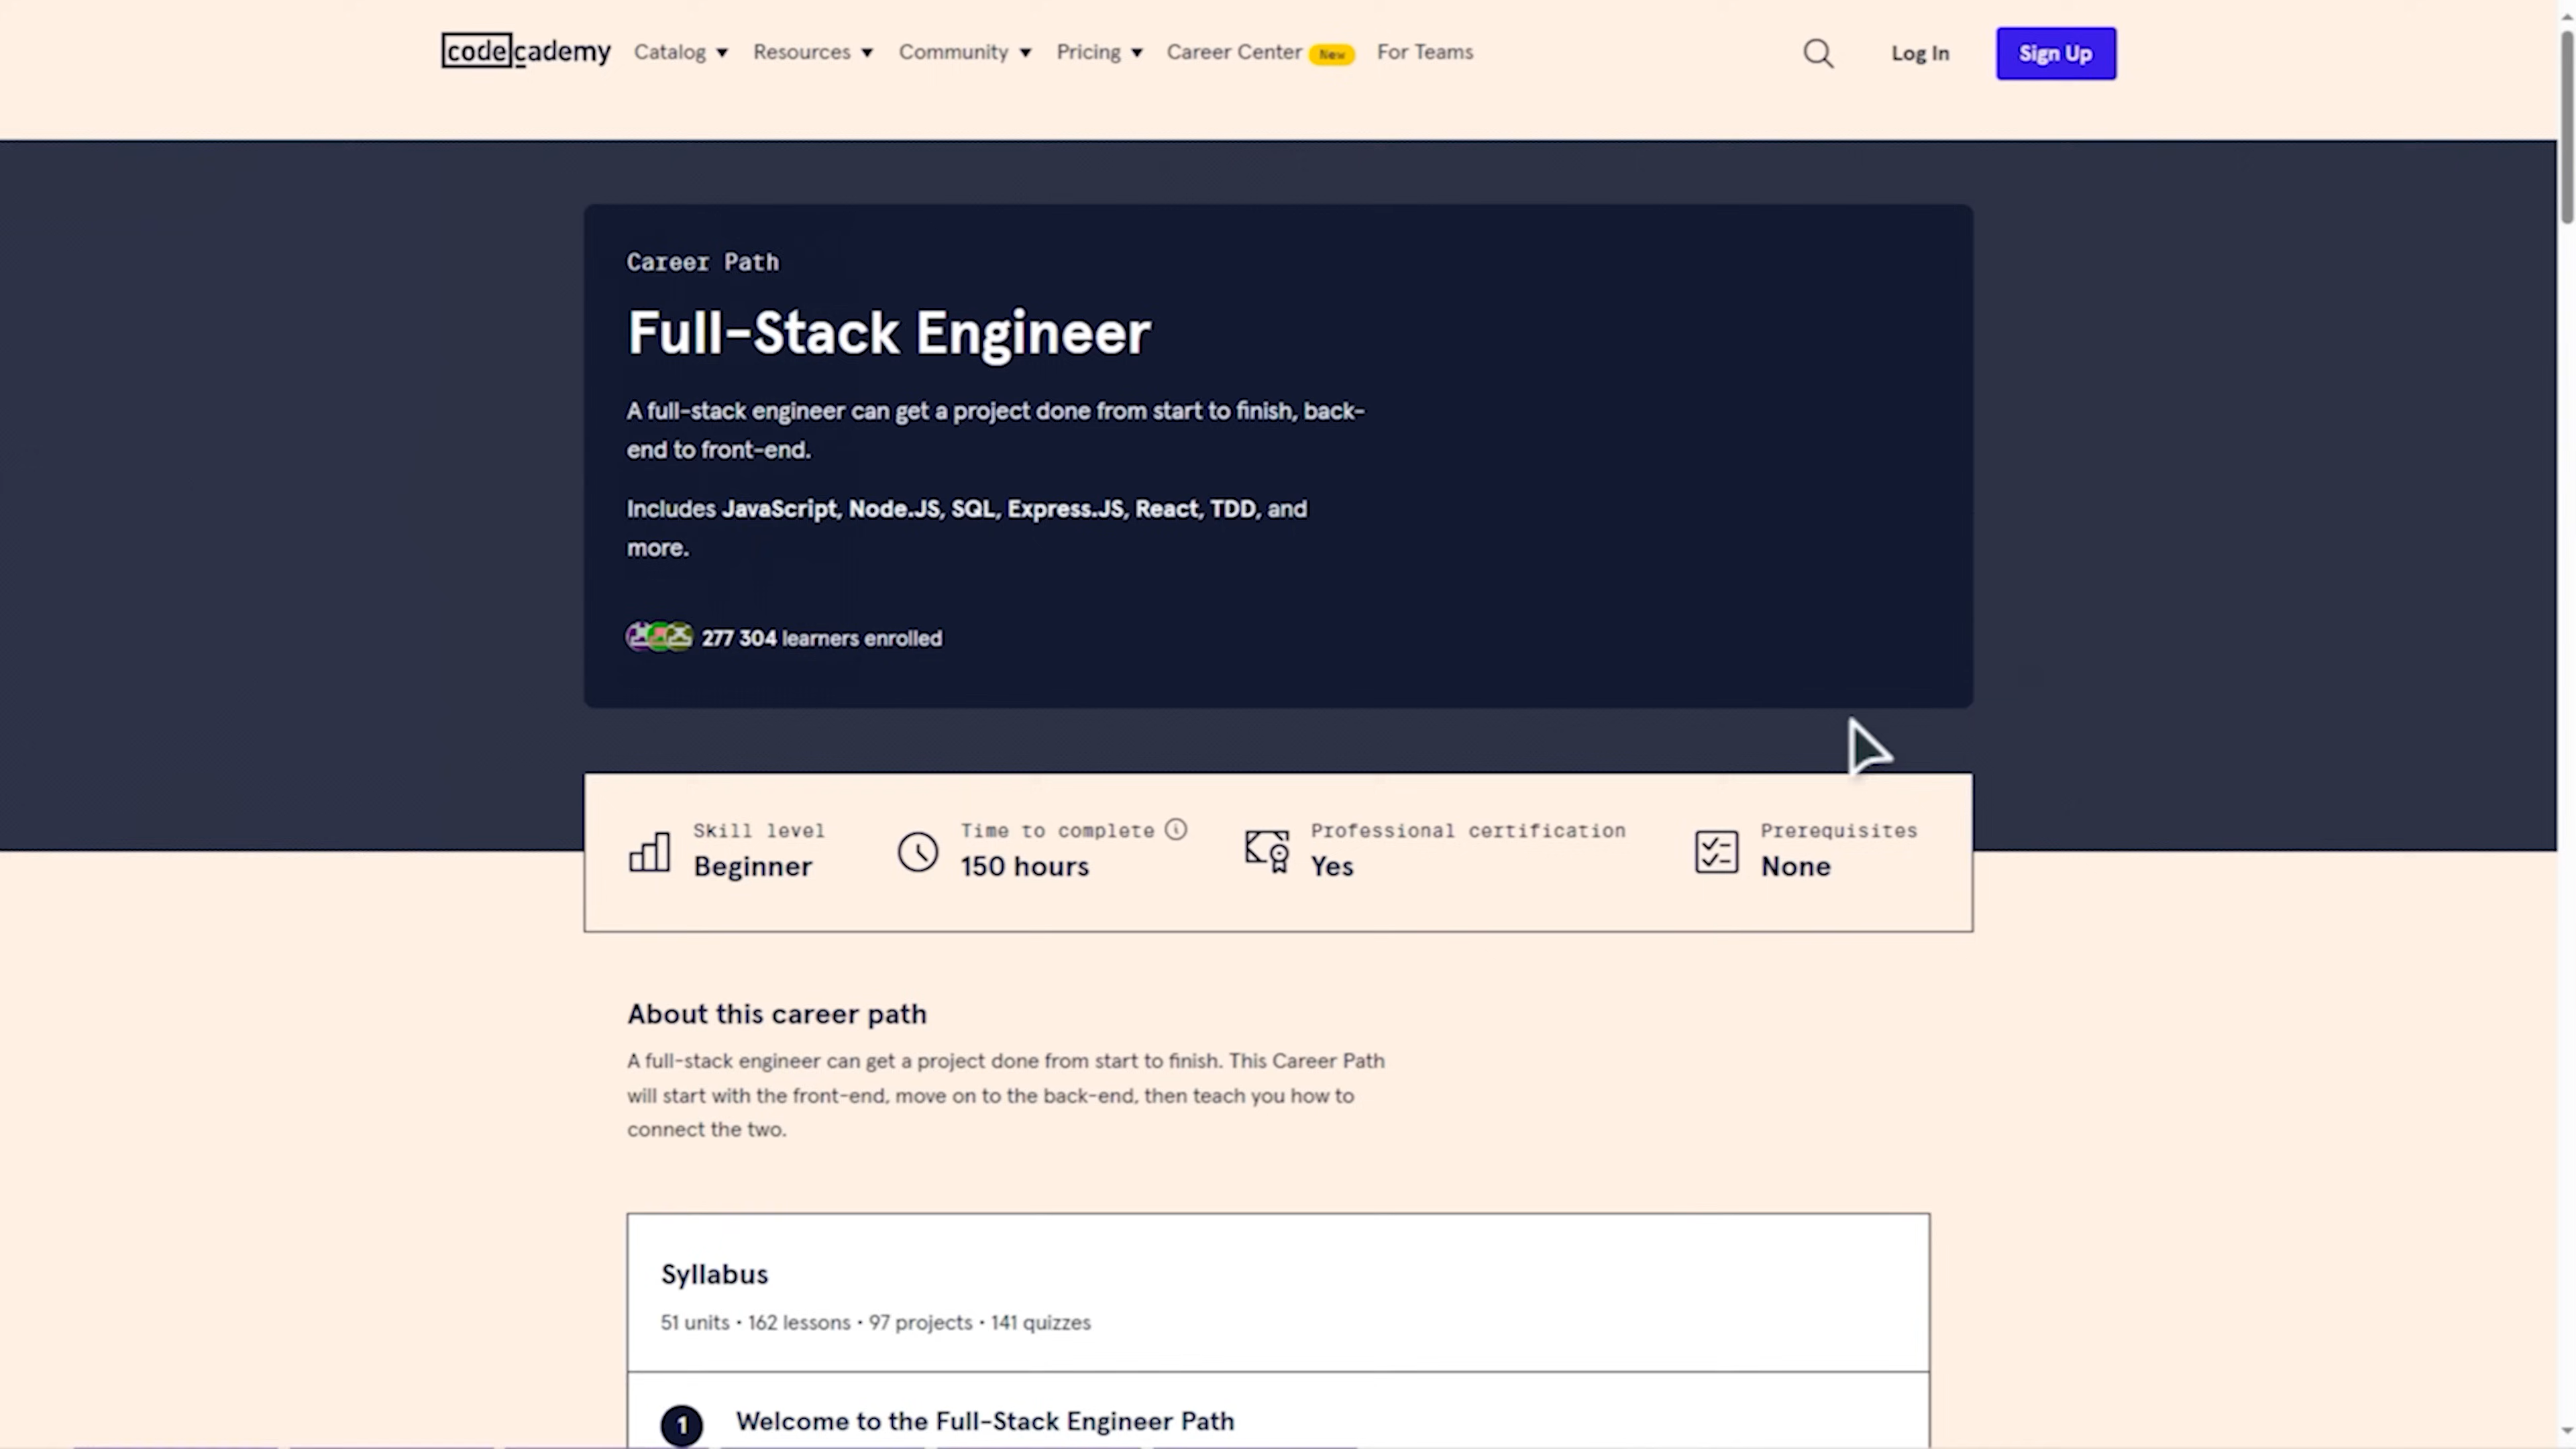 codecademy Catalog Resources Community Pricing Career Center New For Teams Log In Sign Up
Career Path
Full-Stack Engineer
A full-stack engineer can get a project done from start to finish, back-
end to front-end.
Includes JavaScript, Node.JS, SQL, Express.JS, React, TDD, and
more.
277 304 learners enrolled
Skill level
Beginner
Time to complete
150 hours
Professional certification
Yes
Prerequisites
None
About this career path
A full-stack engineer can get a project done from start to finish. This Career Path
will start with the front-end, move on to the back-end, then teach you how to
connect the two.
Syllabus
51 units • 162 lessons • 97 projects • 141 quizzes
1 Welcome to the Full-Stack Engineer Path